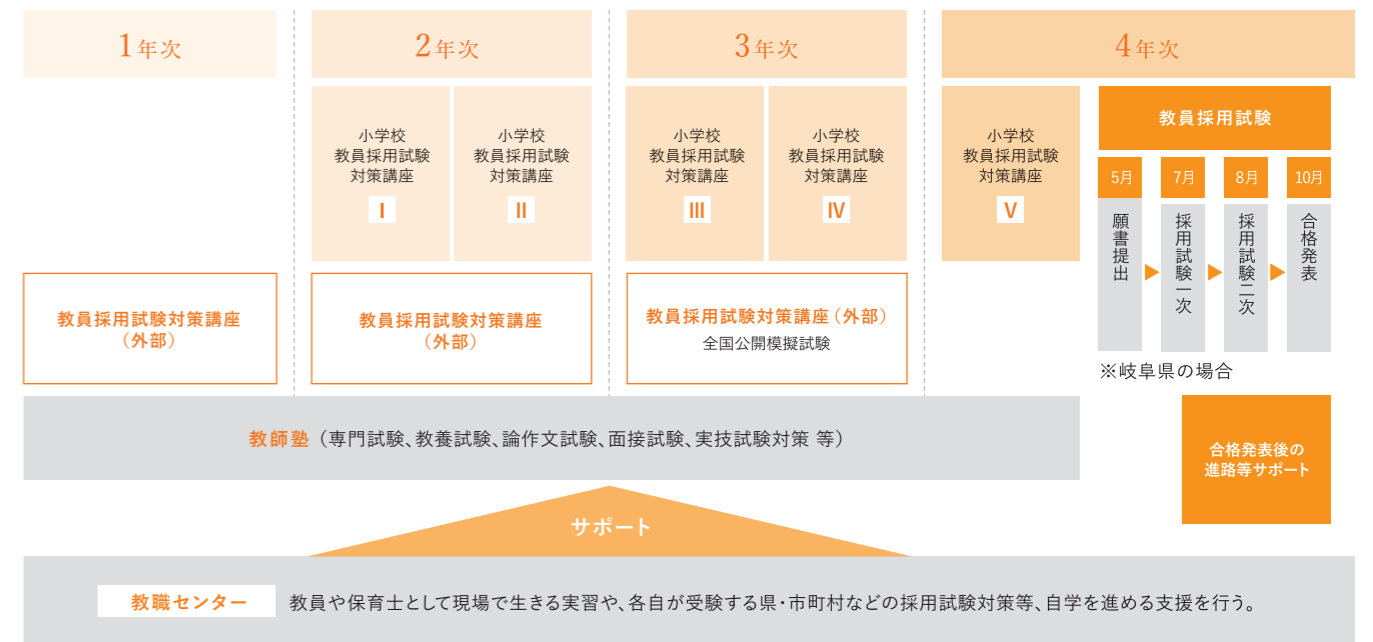 1年次
2年次
3年次
4年次
小学校
教員採用試験
対策講座
I
小学校
教員採用試験
対策講座
II
小学校
教員採用試験
対策講座
III
小学校
教員採用試験
対策講座
IV
小学校
教員採用試験
対策講座
V
教員採用試験
5月
願書提出
7月
採用試験一次
8月
採用試験二次
10月
合格発表
※岐阜県の場合
教員採用試験対策講座
（外部）
教員採用試験対策講座
（外部）
教員採用試験対策講座（外部）
全国公開模擬試験
教師塾（専門試験、教養試験、論作文試験、面接試験、実技試験対策 等）
合格発表後の
進路等サポート
サポート
教職センター 教員や保育士として現場で生きる実習や、各自が受験する県・市町村などの採用試験対策等、自学を進める支援を行う。